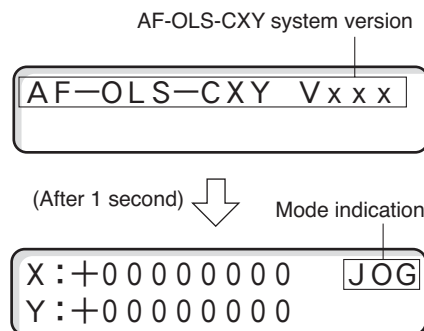 AF-OLS-CXY system version
AF－OLS－CXY Vxxx
(After 1 second)
Mode indication
X:+00000000 JOG
Y:+00000000